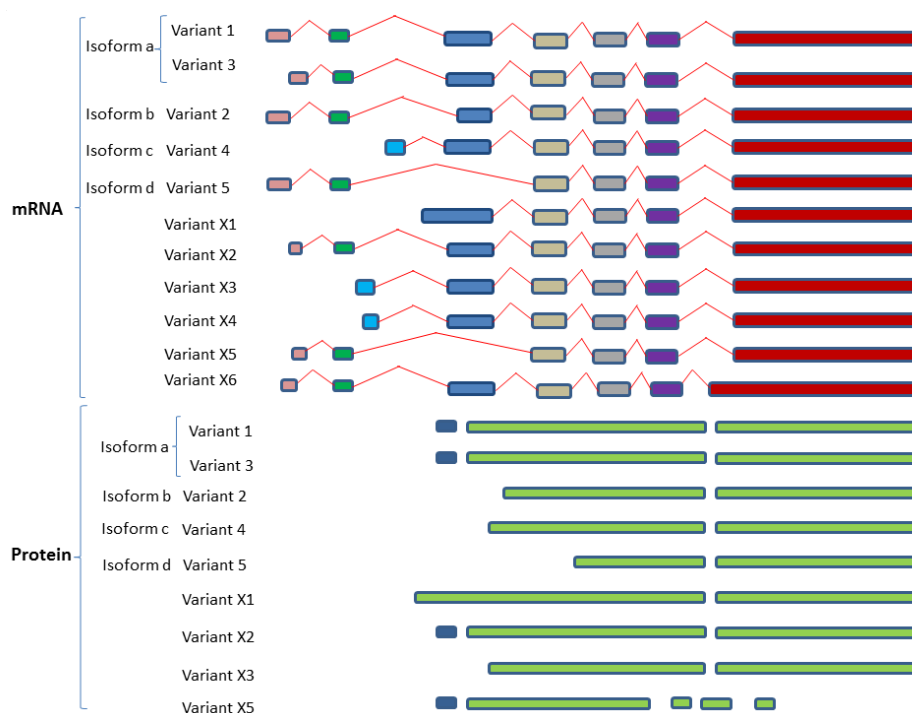 Isoform a
Variant 1
Variant 3
Isoform b Variant 2
Isoform c Variant 4
Isoform d Variant 5
mRNA
Variant X1
Variant X2
Variant X3
Variant X4
Variant X5
Variant X6
Isoform a
Variant 1
Variant 3
Isoform b Variant 2
Isoform c Variant 4
Protein
Isoform d Variant 5
Variant X1
Variant X2
Variant X3
Variant X5